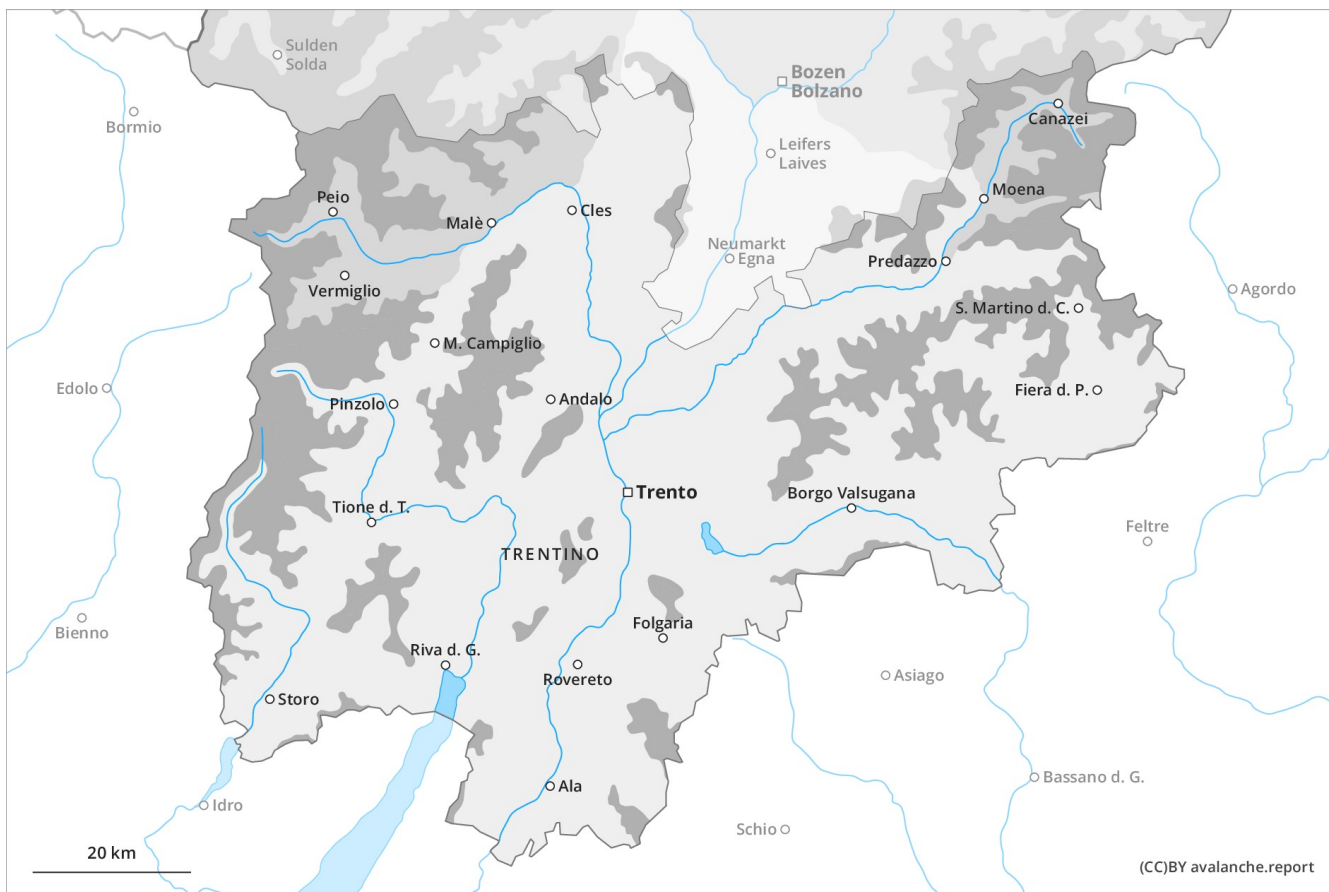 Sulden
Solda
Bozen
Bolzano
Bormio
Canazei
Leifers
Laives
Moena
Peio
Malè
Cles
Neumarkt
Egna
Predazzo
Vermiglio
Agordo
S. Martino d. C.
M. Campiglio
Edolo
Pinzolo
Andalo
Fiera d. P.
Trento
Borgo Valsugana
Tione d. T.
Feltre
TRENTINO
Bienno
Folgaria
Riva d. G.
Rovereto
Asiago
Storo
Bassano d. G.
Ala
Idro
Schio
20 km
(CC)BY avalanche.report